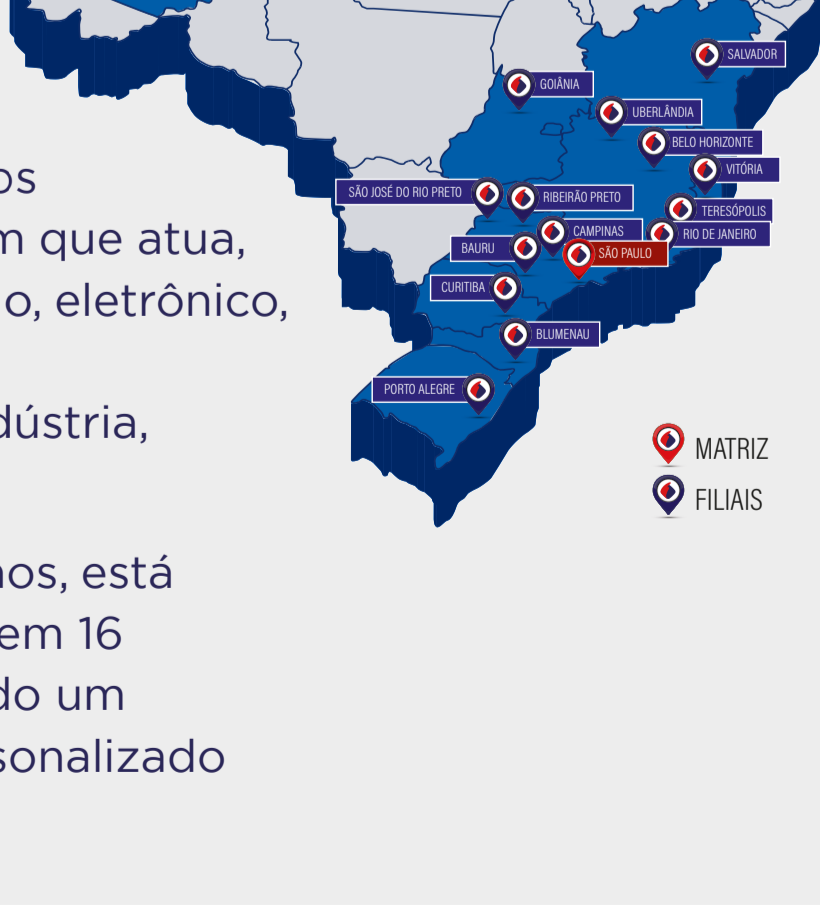 SALVADOR
GOIÂNIA
UBERLÂNDIA
BELO HORIZONTE
VITÓRIA
SÃO JOSÉ DO RIO PRETO
RIBEIRÃO PRETO
TERESÓPOLIS
CAMPINAS
RIO DE JANEIRO
BAURU
SÃO PAULO
CURITIBA
BLUMENAU
PORTO ALEGRE
MATRIZ
FILIAIS
os
m que atua,
o, eletrônico,
dústria,
nos, está
em 16
do um
sonalizado